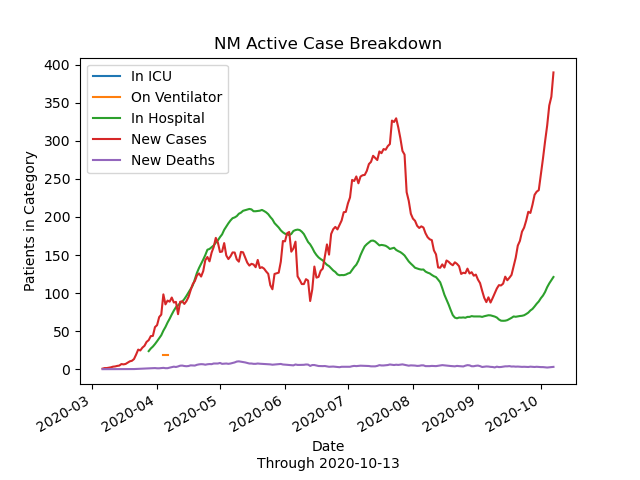 NM Active Case Breakdown
400
350
300
250
200
150
100
50
0
Patients in Category
In ICU
On Ventilator
In Hospital
New Cases
New Deaths
2020-03
2020-04
2020-05
2020-06
2020-07
2020-08
2020-09
2020-10
Date
Through 2020-10-13